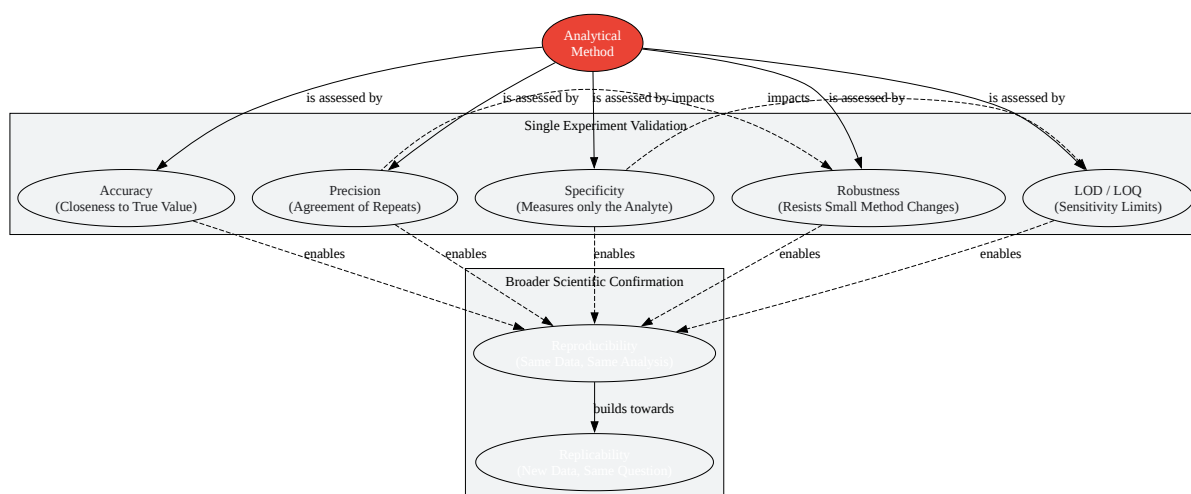 Analytical
Method
is assessed by
is assessed by
is assessed by
impacts
impacts
is assessed by
is assessed by
Single Experiment Validation
Accuracy
(Closeness to True Value)
Precision
(Agreement of Repeats)
Specificity
(Measures only the Analyte)
Robustness
(Resists Small Method Changes)
LOD / LOQ
(Sensitivity Limits)
enables
enables
enables
enables
enables
Broader Scientific Confirmation
Reproducibility
(Same Data, Same Analysis)
builds towards
Replicability
(New Data, Same Question)